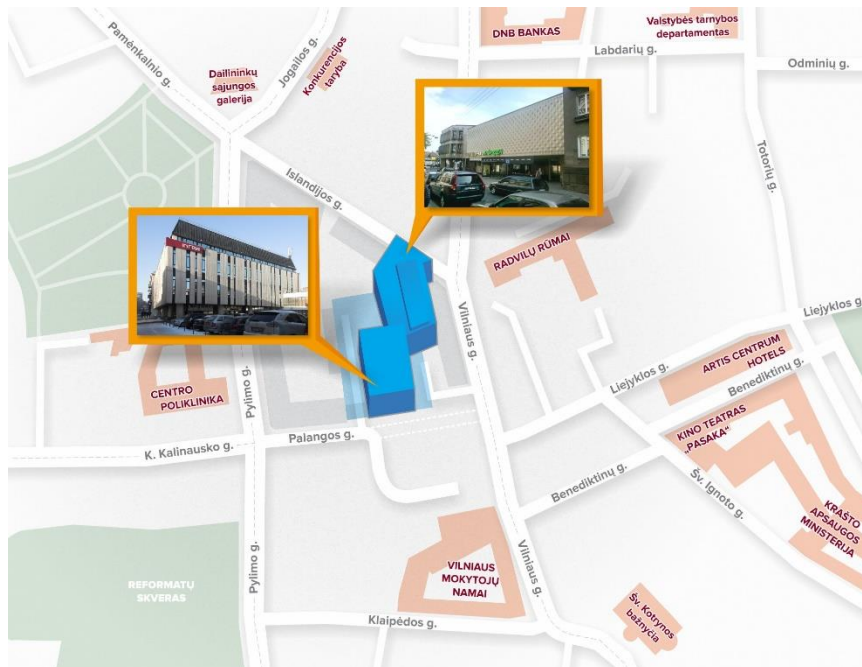 DNB BANKAS
Valstybės tarnybos
departamentas
Labdarių g.
Odminių g.
Pamėnkalnio g.
Jogailos g.
Konkurencijos
taryba
Dailininkų
sąjungos
galerija
Totorių g.
Islandijos g.
RADVILŲ RŪMAI
Vilniaus g.
Liejyklos g
ARTIS CENTRUM
HOTELS
Liejyklos g.
Benediktinų g.
CENTRO
POLIKLINIKA
Pylimo g.
Palangos g.
K. Kalinausko g.
KINO TEATRAS
„PASAKA“
Benediktinų g.
Šv. Ignoto g.
KRAŠTO
APSAUGOS
MINISTERIJA
REFORMATŲ
SKVERAS
Pylimo g.
VILNIAUS
MOKYTOJŲ
NAMAI
Vilniaus g.
Šv. Kotrynos
bažnyčia
Klaipėdos g.